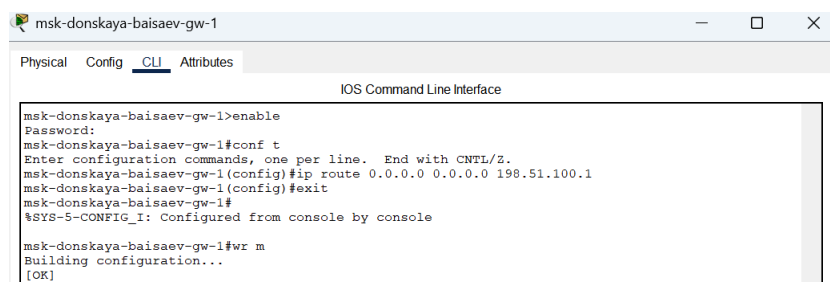 msk-donskaya-baisaev-gw-1
Physical Config CLI Attributes
IOS Command Line Interface
msk-donskaya-baisaev-gw-1>enable
Password:
msk-donskaya-baisaev-gw-1#conf t
Enter configuration commands, one per line.  End with CNTL/Z.
msk-donskaya-baisaev-gw-1(config)#ip route 0.0.0.0 0.0.0.0 198.51.100.1
msk-donskaya-baisaev-gw-1(config)#exit
msk-donskaya-baisaev-gw-1#
%SYS-5-CONFIG_I: Configured from console by console
msk-donskaya-baisaev-gw-1#wr m
Building configuration...
[OK]